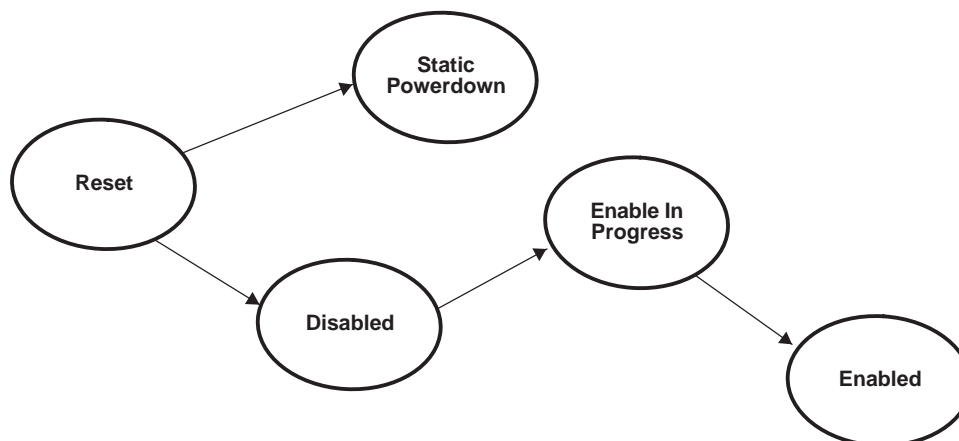 Static
Powerdown
Reset
Enable In
Progress
Disabled
Enabled